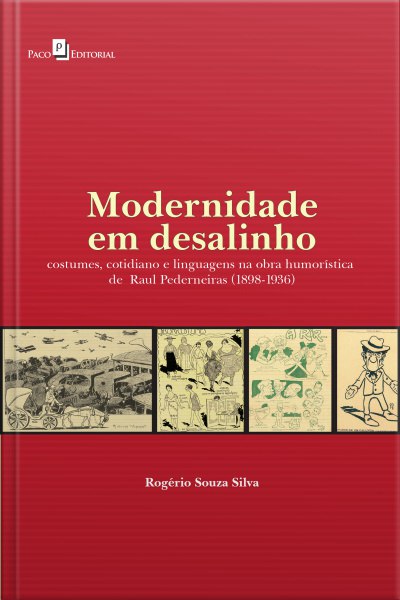 PACO P EDITORIAL
Modernidade
em desalinho
costumes, cotidiano e linguagens na obra humorística
de Raul Pederneiras (1898-1936)
A RIR...
Rogério Souza Silva